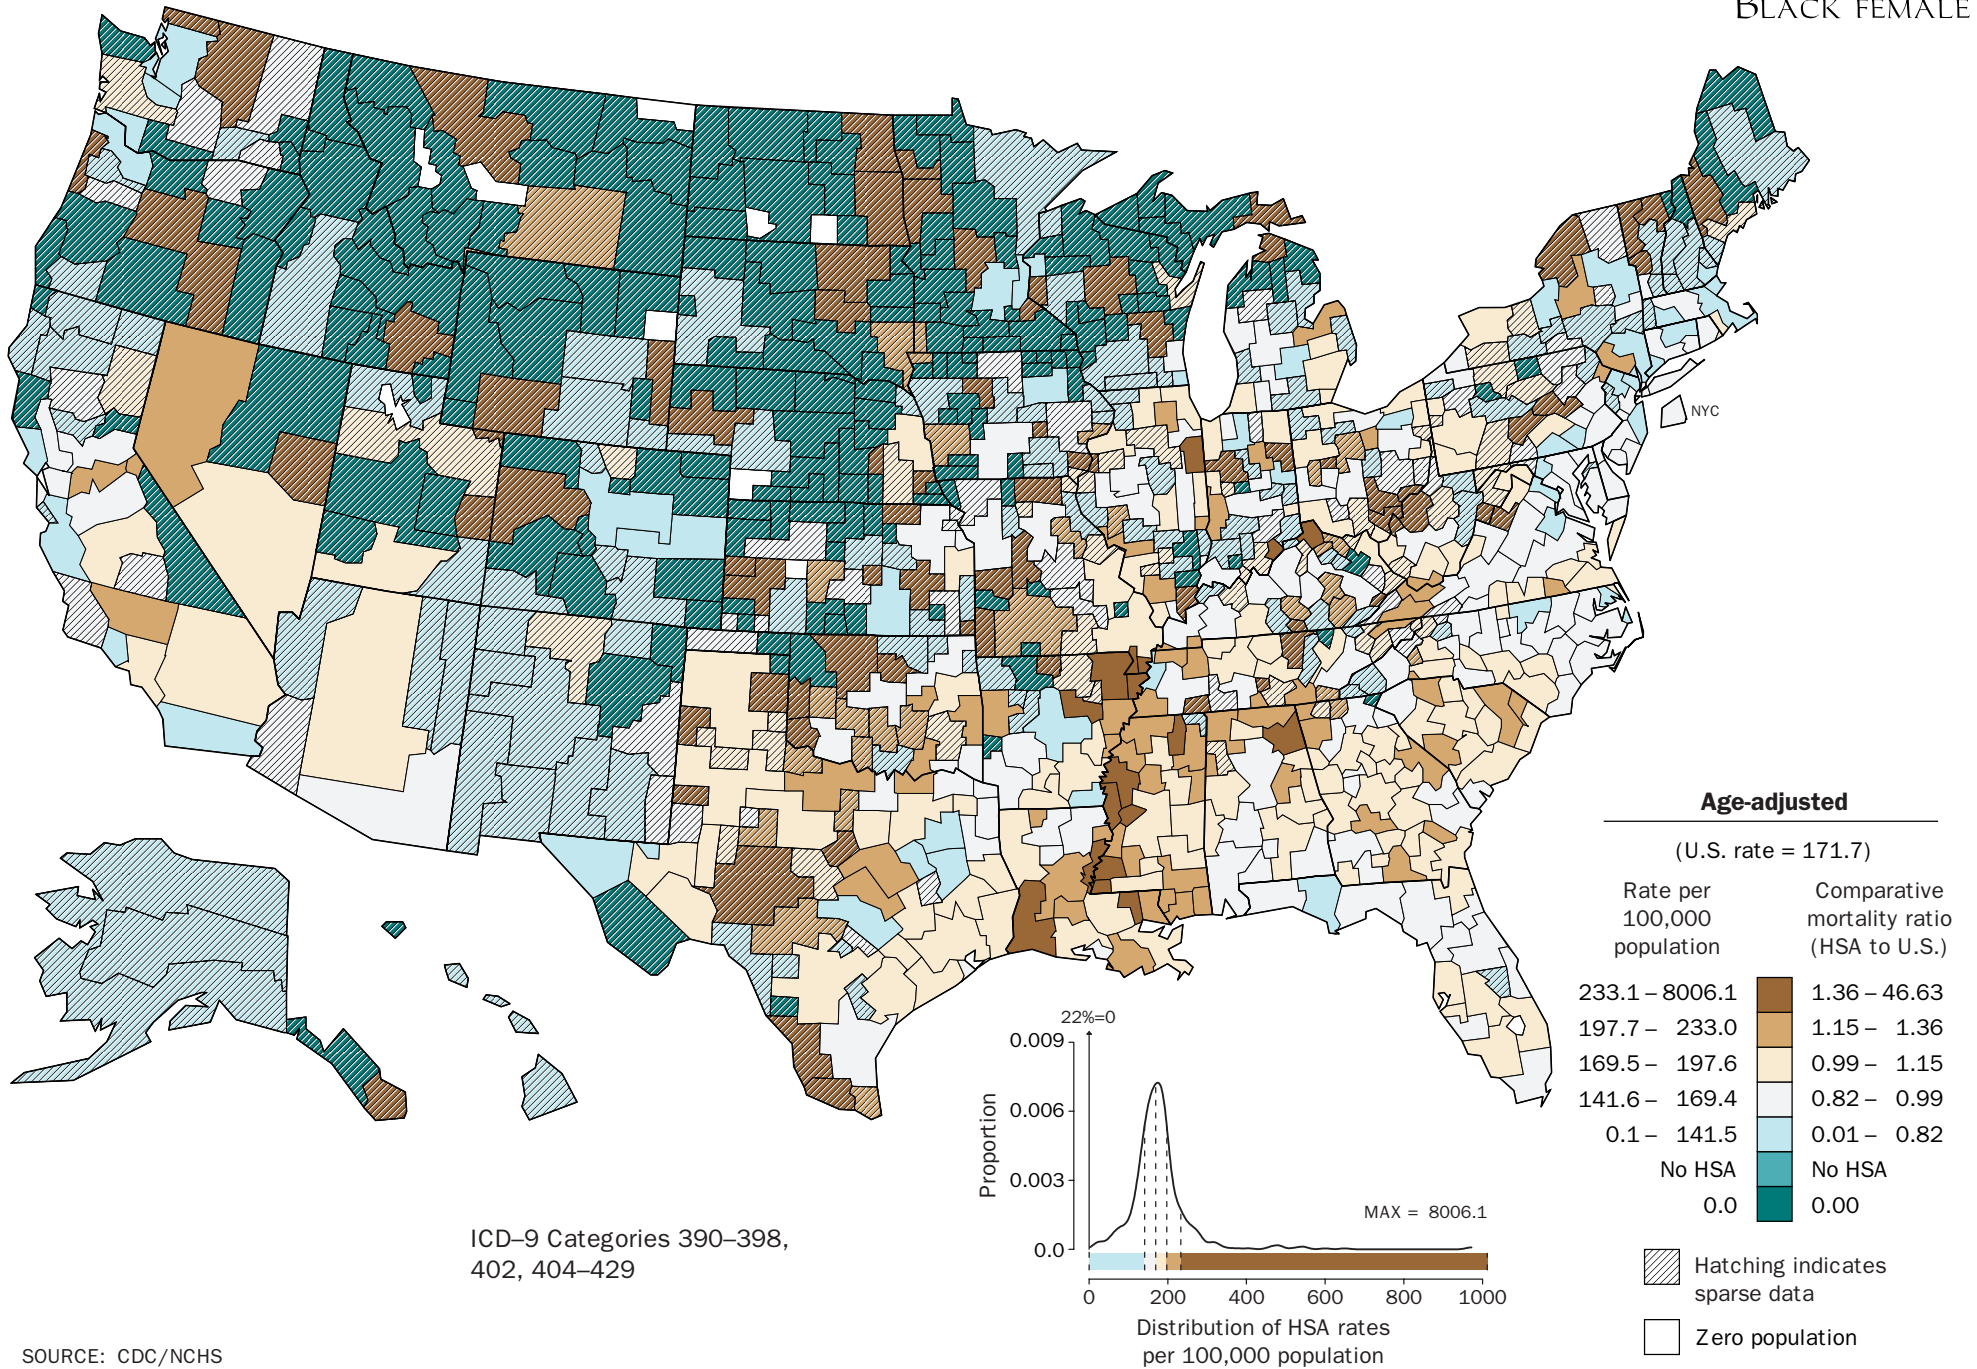 BLACK FEMALE
NYC
Age-adjusted
(U.S. rate = 171.7)
Rate per
100,000
population
Comparative
mortality ratio
(HSA to U.S.)
233.1 – 8006.1 1.36 – 46.63
197.7 – 233.0 1.15 – 1.36
169.5 – 197.6 0.99 – 1.15
141.6 – 169.4 0.82 – 0.99
0.1 – 141.5 0.01 – 0.82
No HSA No HSA
0.0 0.00
Hatching indicates
sparse data
Zero population
22%=0
0.009
0.006
0.003
0.0
Proportion
MAX = 8006.1
0 200 400 600 800 1000
Distribution of HSA rates
per 100,000 population
ICD–9 Categories 390–398,
402, 404–429
SOURCE: CDC/NCHS